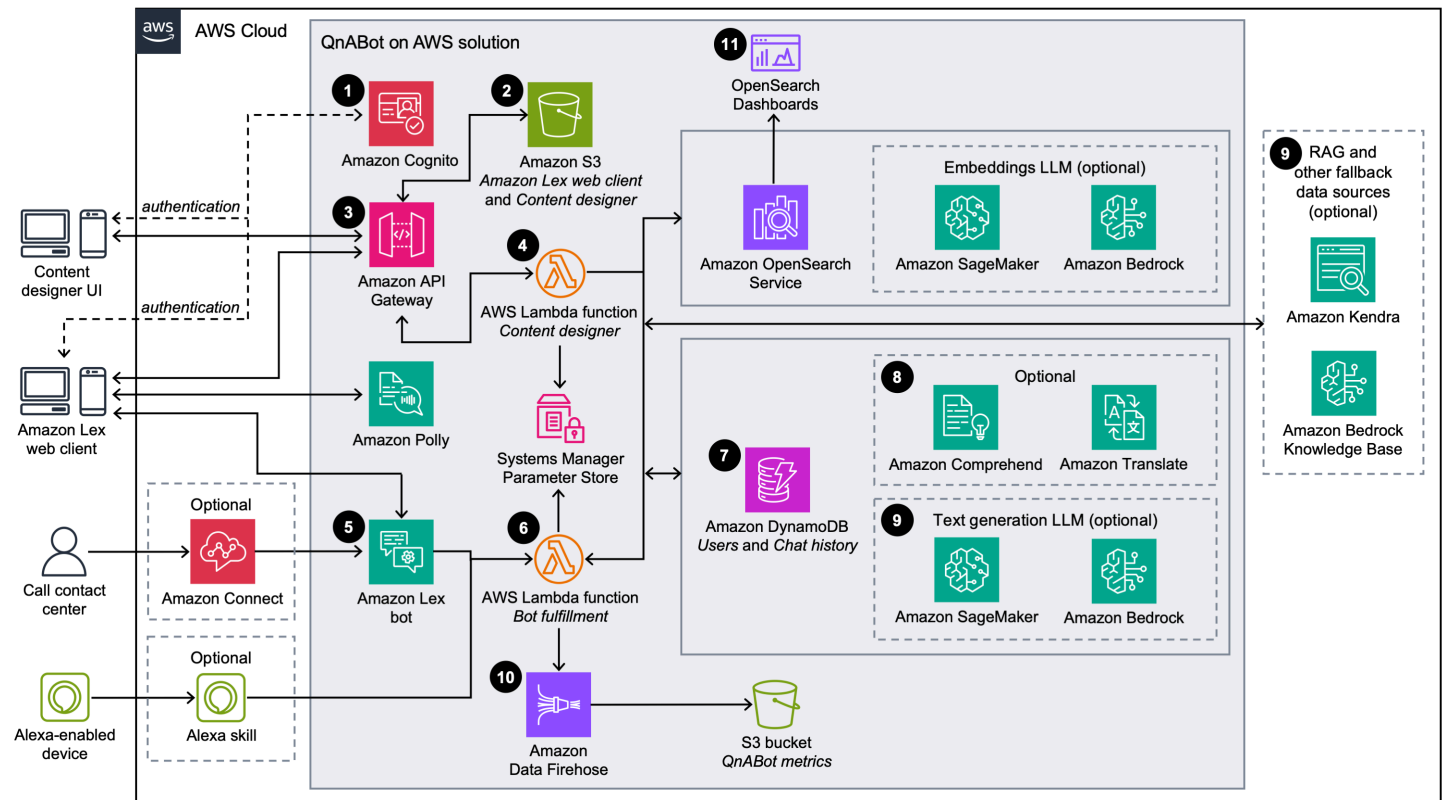 aws
AWS Cloud
QnABot on AWS solution
1
Amazon Cognito
2
Amazon S3
Amazon Lex web client
and Content designer
11
OpenSearch
Dashboards
authentication
Content
designer UI
3
Amazon API
Gateway
4
AWS Lambda function
Content designer
Amazon OpenSearch
Service
Embeddings LLM (optional)
Amazon SageMaker
Amazon Bedrock
9
RAG and
other fallback
data sources
(optional)
Amazon Kendra
Amazon Bedrock
Knowledge Base
authentication
Amazon Lex
web client
Amazon Polly
Systems Manager
Parameter Store
7
Amazon DynamoDB
Users and Chat history
8
Optional
Amazon Comprehend
A
文
Amazon Translate
9
Text generation LLM (optional)
Amazon SageMaker
Amazon Bedrock
Call contact
center
Optional
Amazon Connect
5
Amazon Lex
bot
6
AWS Lambda function
Bot fulfillment
Alexa-enabled
device
Optional
Alexa skill
10
Amazon
Data Firehose
S3 bucket
QnABot metrics